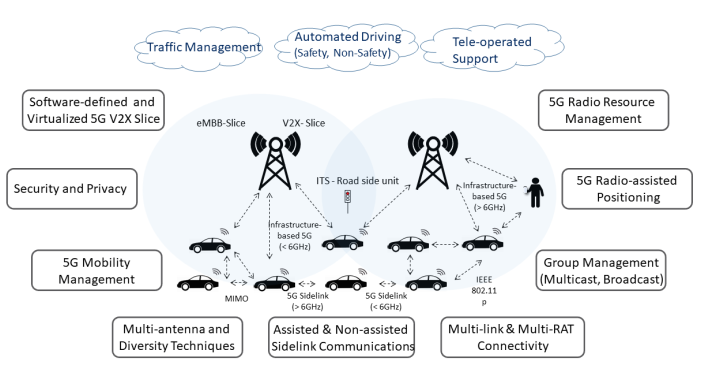 Traffic Management
Automated Driving
(Safety, Non-Safety)
Tele-operated
Support
Software-defined and
Virtualized 5G V2X Slice
eMBB-Slice
V2X- Slice
5G Radio Resource
Management
Security and Privacy
ITS - Road side unit
Infrastructure-
based 5G
(> 6GHz)
5G Radio-assisted
Positioning
Infrastructure-
based 5G
(< 6GHz)
5G Mobility
Management
Group Management
(Multicast, Broadcast)
MIMO
5G Sidelink
(> 6GHz)
5G Sidelink
(< 6GHz)
IEEE
802.11
p
Multi-antenna and
Diversity Techniques
Assisted & Non-assisted
Sidelink Communications
Multi-link & Multi-RAT
Connectivity